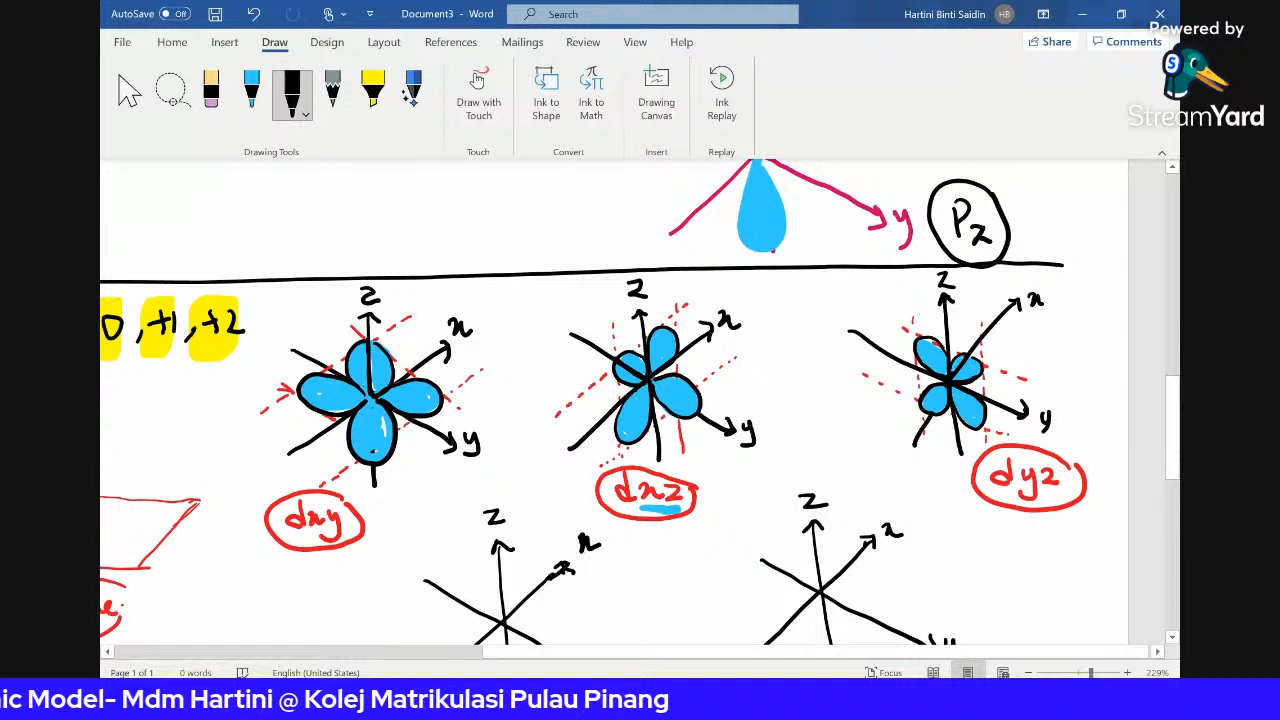 AutoSave Off
Document3 - Word
Search
Hartini Binti Saidin
HB
File Home Insert Draw Design Layout References Mailings Review View Help
Share Comments
Powered by
StreamYard
Draw with Touch
Ink to Shape
Ink to Math
Drawing Canvas
Ink Replay
Drawing Tools
Touch
Convert
Insert
Replay
y
Pz
0, +1, +2
z x y
z x y
z x y
dxy
dxz
dyz
z x
z x
y
Page 1 of 1 0 words English (United States) Focus 229%
ic Model- Mdm Hartini @ Kolej Matrikulasi Pulau Pinang